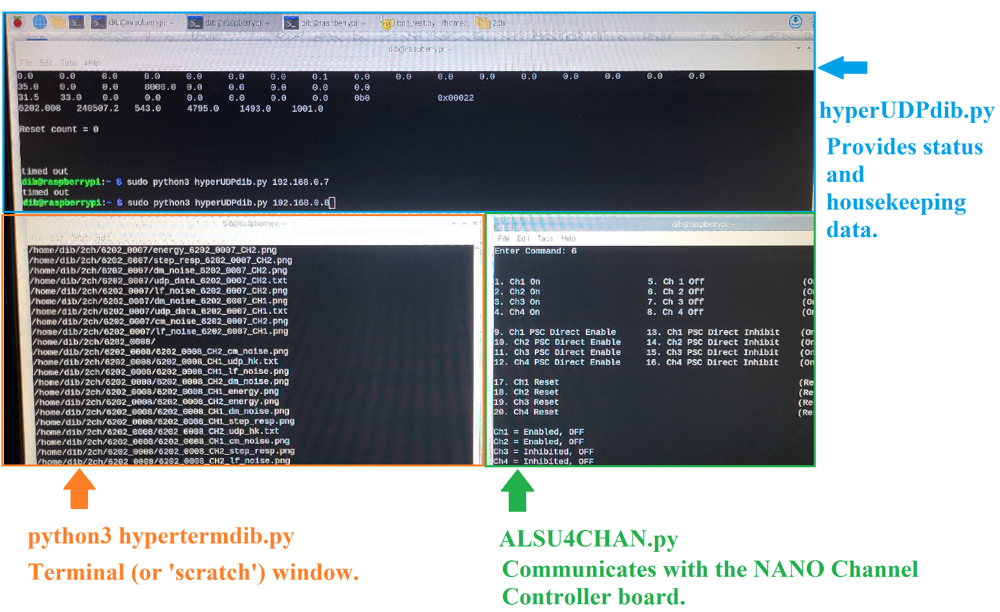 dib@raspberrypi: ~ dib@raspberrypi: ~ dib@raspberrypi: ~ bpc_test.py - /home/.. 2ch
dib@raspberrypi: ~
File Edit Tabs Help
0.0 0.0 0.0 0.0 0.0 0.0 0.0 0.1 0.0 0.0 0.0 0.0 0.0 0.0 0.0 0.0 0.0
35.0 0.0 0.0 8000.0 0.0 0.0 0.0 0.0 0.0
31.5 33.0 0.0 0.0 0.0 0.0 0.0 0.0 0b0 0x00022
6202.008 240507.2 543.0 4795.0 1493.0 1001.0
Reset count = 0
timed out
dib@raspberrypi:~ $ sudo python3 hyperUDPdib.py 192.168.0.7
timed out
dib@raspberrypi:~ $ sudo python3 hyperUDPdib.py 192.168.0.8
hyperUDPdib.py
Provides status
and
housekeeping
data.
dib@raspberrypi: ~
File Edit Tabs Help
/home/dib/2ch/6202_0007/energy_6202_0007_CH2.png
/home/dib/2ch/6202_0007/step_resp_6202_0007_CH2.png
/home/dib/2ch/6202_0007/dm_noise_6202_0007_CH2.png
/home/dib/2ch/6202_0007/udp_data_6202_0007_CH2.txt
/home/dib/2ch/6202_0007/lf_noise_6202_0007_CH2.png
/home/dib/2ch/6202_0007/dm_noise_6202_0007_CH1.png
/home/dib/2ch/6202_0007/udp_data_6202_0007_CH1.txt
/home/dib/2ch/6202_0007/cm_noise_6202_0007_CH2.png
/home/dib/2ch/6202_0007/lf_noise_6202_0007_CH1.png
/home/dib/2ch/6202_0008/
/home/dib/2ch/6202_0008/6202_0008_CH2_cm_noise.png
/home/dib/2ch/6202_0008/6202_0008_CH1_udp_hk.txt
/home/dib/2ch/6202_0008/6202_0008_CH1_lf_noise.png
/home/dib/2ch/6202_0008/6202_0008_CH2_dm_noise.png
/home/dib/2ch/6202_0008/6202_0008_CH1_energy.png
/home/dib/2ch/6202_0008/6202_0008_CH2_energy.png
/home/dib/2ch/6202_0008/6202_0008_CH1_dm_noise.png
/home/dib/2ch/6202_0008/6202_0008_CH1_step_resp.png
/home/dib/2ch/6202_0008/6202_0008_CH2_udp_hk.txt
/home/dib/2ch/6202_0008/6202_0008_CH1_cm_noise.png
/home/dib/2ch/6202_0008/6202_0008_CH2_step_resp.png
/home/dib/2ch/6202_0008/6202_0008_CH2_lf_noise.png
dib@raspberrypi: ~
File Edit Tabs Help
Enter Command: 6
1. Ch1 On 5. Ch 1 Off (On
2. Ch2 On 6. Ch 2 Off (On
3. Ch3 On 7. Ch 3 Off (On
4. Ch4 On 8. Ch 4 Off (On
9. Ch1 PSC Direct Enable 13. Ch1 PSC Direct Inhibit (On
10. Ch2 PSC Direct Enable 14. Ch2 PSC Direct Inhibit (On
11. Ch3 PSC Direct Enable 15. Ch3 PSC Direct Inhibit (On
12. Ch4 PSC Direct Enable 16. Ch4 PSC Direct Inhibit (On
17. Ch1 Reset (Re
18. Ch2 Reset (Re
19. Ch3 Reset (Re
20. Ch4 Reset (Re
Ch1 = Enabled, OFF
Ch2 = Enabled, OFF
Ch3 = Inhibited, OFF
Ch4 = Inhibited, OFF
python3 hypertermdib.py
Terminal (or 'scratch') window.
ALSU4CHAN.py
Communicates with the NANO Channel
Controller board.